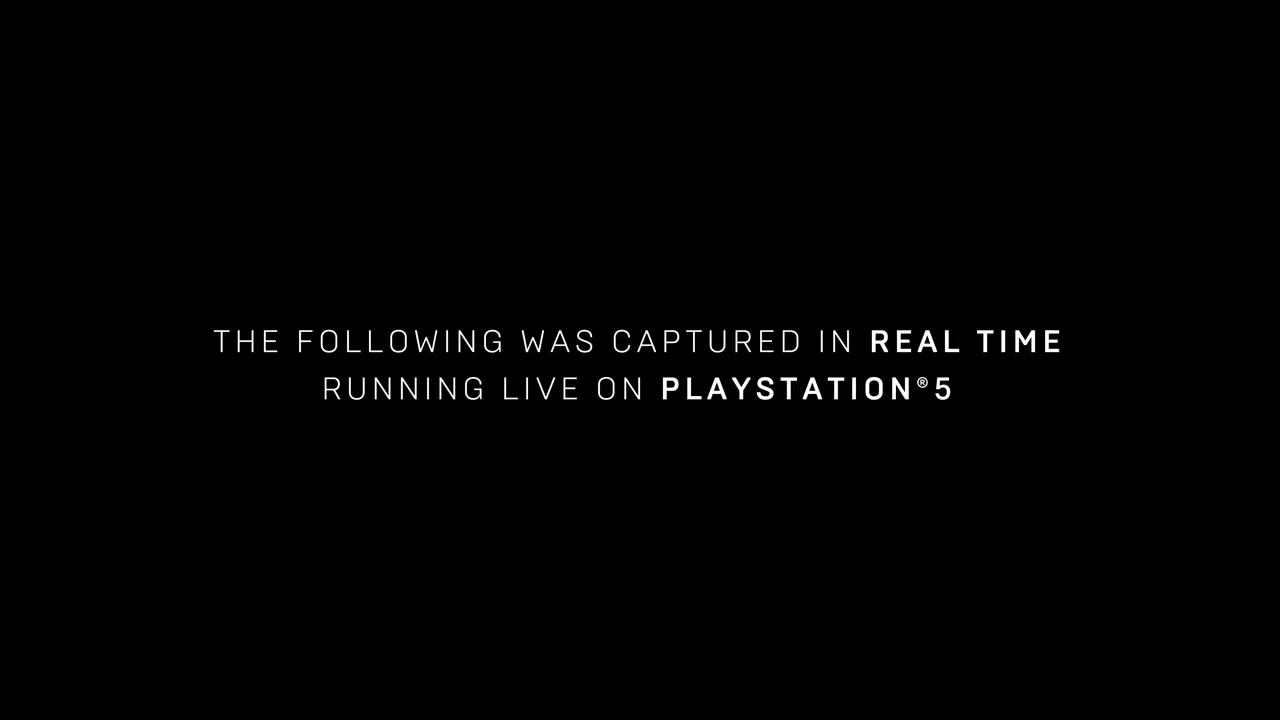 THE FOLLOWING WAS CAPTURED IN REAL TIME
RUNNING LIVE ON PLAYSTATION®5